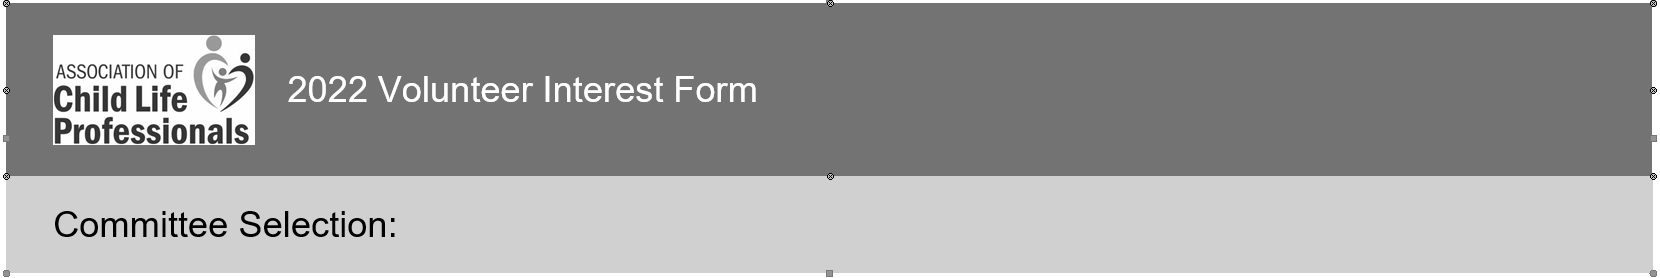 ASSOCIATION OF
Child Life
Professionals
2022 Volunteer Interest Form
Committee Selection: